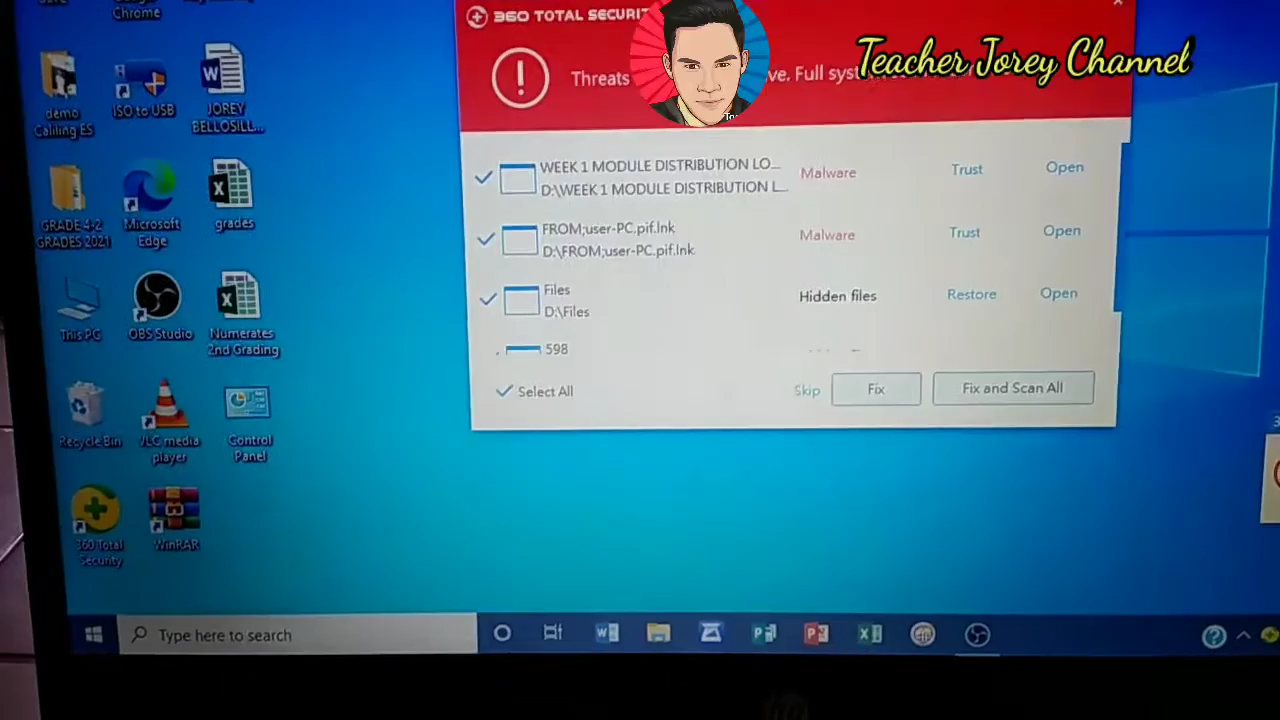 Chrome
360 TOTAL SECURIT
Teacher Jorey Channel
Threats
ve. Full sys
demo
Caliling ES
ISO to USB
JOREY
BELLOSILL...
WEEK 1 MODULE DISTRIBUTION LO...
D:\WEEK 1 MODULE DISTRIBUTION L...
Malware
Trust
Open
GRADE 4-2
GRADES 2021
Microsoft
Edge
grades
FROM;user-PC.pif.lnk
D:\FROM;user-PC.pif.lnk
Malware
Trust
Open
Files
D:\Files
Hidden files
Restore
Open
This PC
OBS Studio
Numerates
2nd Grading
598
Select All
Skip
Fix
Fix and Scan All
Recycle Bin
VLC media
player
Control
Panel
360 Total
Security
WinRAR
Type here to search